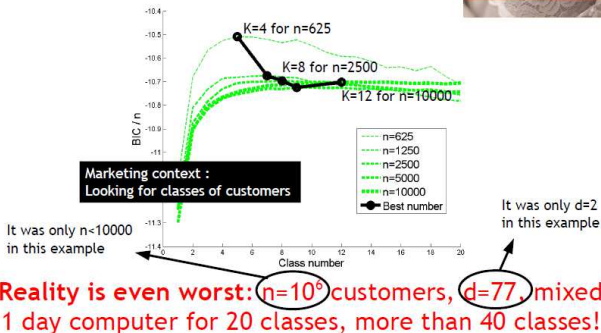 -10.4
-10.5
-10.6
-10.7
-10.8
-10.9
-11
-11.3
-11.4
BIC / n
K=4 for n=625
K=8 for n=2500
K=12 for n=10000
n=625
n=1250
n=2500
n=5000
n=10000
Best number
Marketing context :
Looking for classes of customers
0 2 4 6 8 10 12 14 16 18 20
Class number
It was only n<10000
in this example
It was only d=2
in this example
Reality is even worst: n=10⁶ customers, d=77, mixed
1 day computer for 20 classes, more than 40 classes!